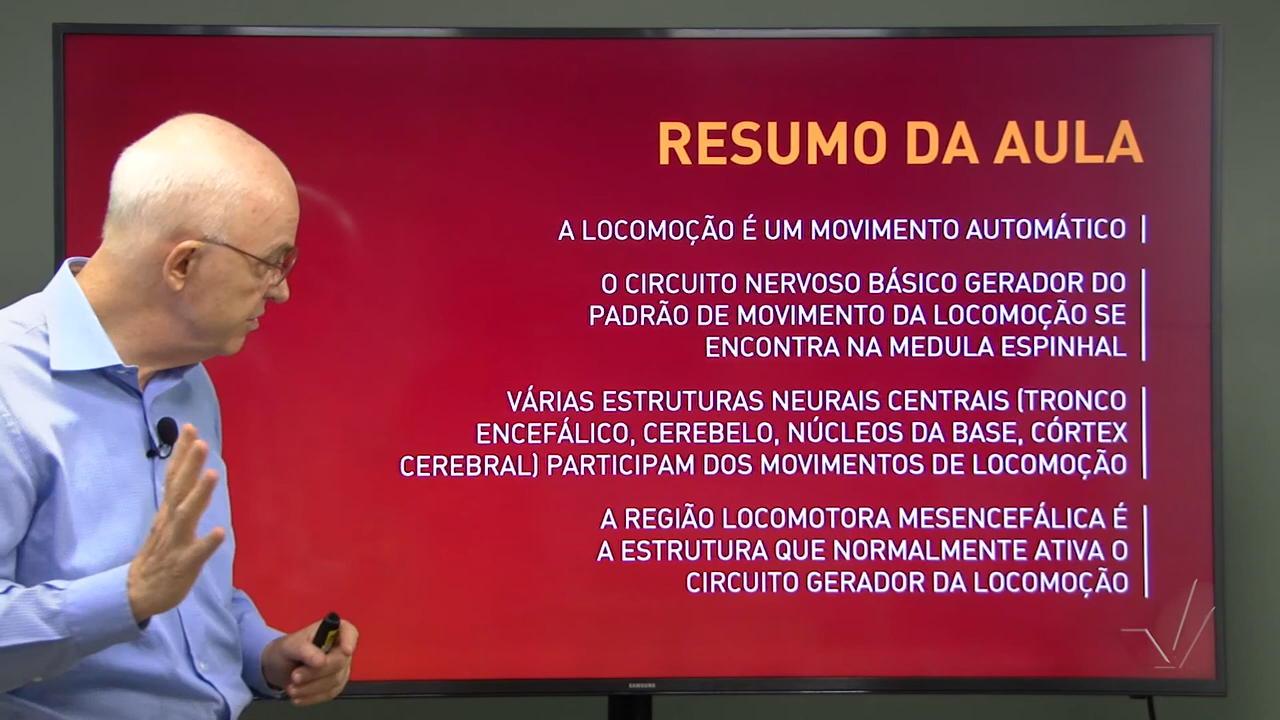 RESUMO DA AULA
A LOCOMOÇÃO É UM MOVIMENTO AUTOMÁTICO
O CIRCUITO NERVOSO BÁSICO GERADOR DO
PADRÃO DE MOVIMENTO DA LOCOMOÇÃO SE
ENCONTRA NA MEDULA ESPINHAL
VÁRIAS ESTRUTURAS NEURAIS CENTRAIS (TRONCO
ENCEFÁLICO, CEREBELO, NÚCLEOS DA BASE, CÓRTEX
CEREBRAL) PARTICIPAM DOS MOVIMENTOS DE LOCOMOÇÃO
A REGIÃO LOCOMOTORA MESENCEFÁLICA É
A ESTRUTURA QUE NORMALMENTE ATIVA O
CIRCUITO GERADOR DA LOCOMOÇÃO
SAMSUNG